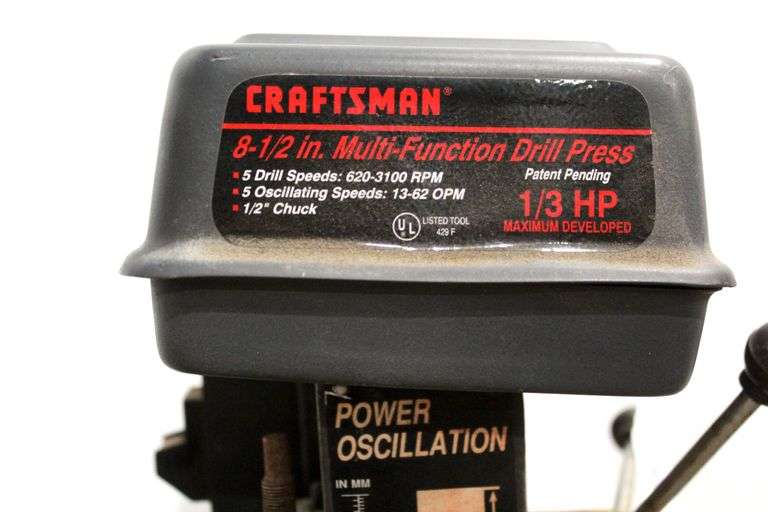 CRAFTSMAN®
8-1/2 in. Multi-Function Drill Press
▪ 5 Drill Speeds: 620-3100 RPM
▪ 5 Oscillating Speeds: 13-62 OPM
▪ 1/2" Chuck
Patent Pending
1/3 HP
MAXIMUM DEVELOPED
UL
LISTED TOOL
429 F
POWER
OSCILLATION
IN MM